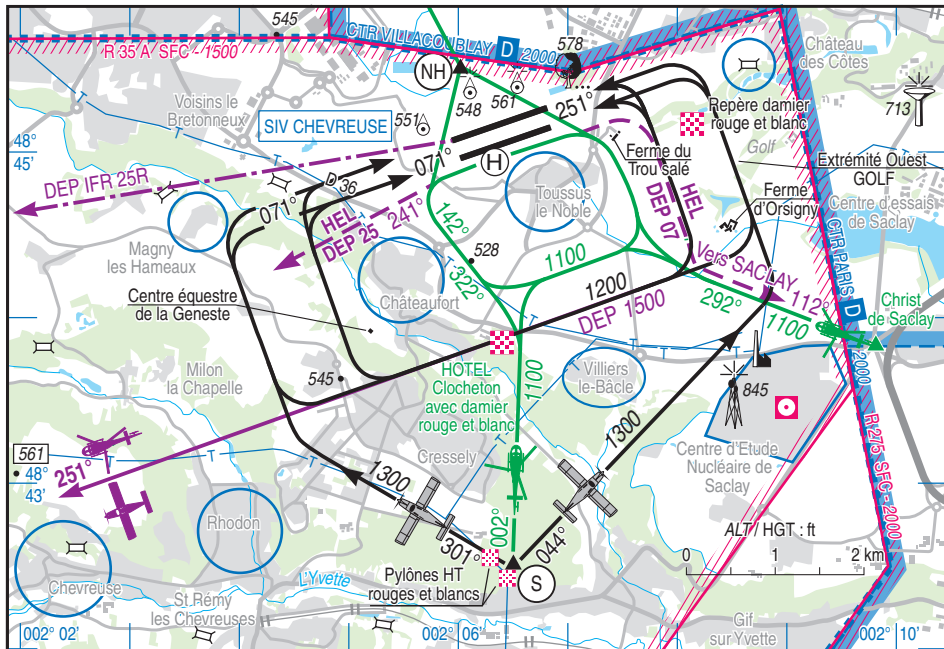 545
R 35 A SFC - 1500
CTR VILLACOUBLAY D 2000
578
Château
des Côtes
NH
548
561
551
713
Voisins le
Bretonneux
SIV CHEVREUSE
251°
Repère damier
rouge et blanc
Golf
48°
45'
071°
H
Ferme du
Trou salé
Extrémité Ouest
GOLF
DEP IFR 25R
D 36
071°
HEL
DEP 25 241°
Toussus
le Noble
HEL
DEP 07
Ferme
d'Orsigny
Centre d'essais
de Saclay
CTR PARIS D 2000
142°
Magny
les Hameaux
528
322°
1100
Vers SACLAY 112°
Centre équestre
de la Geneste
Châteaufort
1200
DEP 1500
292°
1100
Christ
de Saclay
Milon
la Chapelle
545
HOTEL
Clocheton
avec damier
rouge et blanc
1100
Villiers
le-Bâcle
845
R 275 SFC - 2000
561
48°
43'
251°
1300
Cressely
1300
Centre d'Etude
Nucléaire de
Saclay
Rhodon
002°
044°
301°
ALT / HGT : ft
0 1 2 km
Pylônes HT
rouges et blancs
S
L'Yvette
Chevreuse
St Rémy
les Chevreuses
Gif
sur Yvette
002° 02'
002° 06'
002° 10'
T
T
T
T
T
T
T
T
T
T